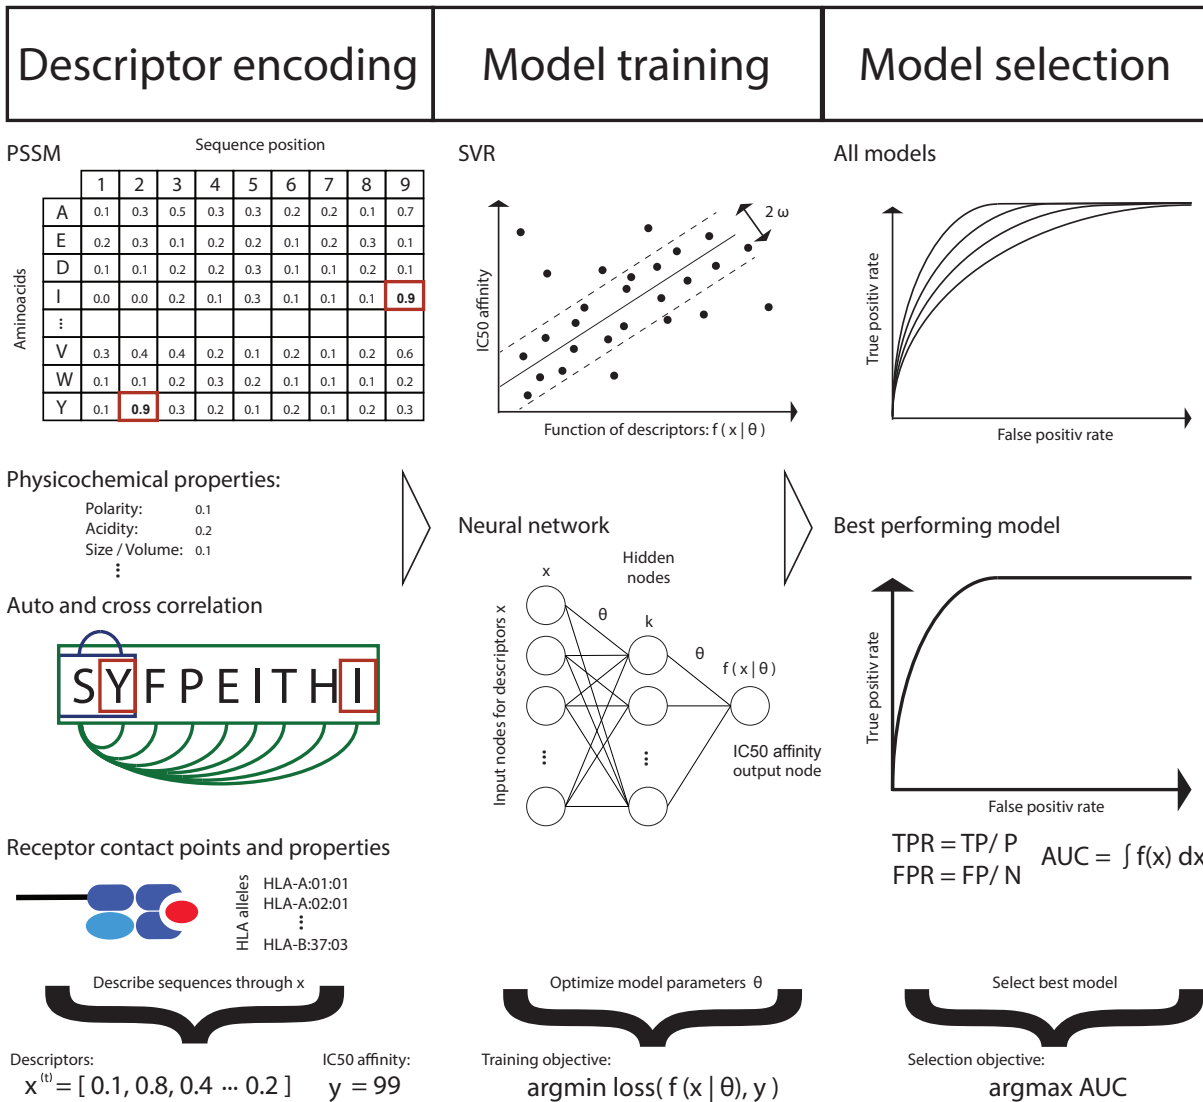 Descriptor encoding
Model training
Model selection
PSSM
Sequence position
Aminoacids
1 2 3 4 5 6 7 8 9
A 0.1 0.3 0.5 0.3 0.3 0.2 0.2 0.1 0.7
E 0.2 0.3 0.1 0.2 0.2 0.1 0.2 0.3 0.1
D 0.1 0.1 0.2 0.2 0.3 0.1 0.1 0.2 0.1
I 0.0 0.0 0.2 0.1 0.3 0.1 0.1 0.1 0.9
⋮
V 0.3 0.4 0.4 0.2 0.1 0.2 0.1 0.2 0.6
W 0.1 0.1 0.2 0.3 0.2 0.1 0.1 0.1 0.2
Y 0.1 0.9 0.3 0.2 0.1 0.2 0.1 0.2 0.3
Physicochemical properties:
Polarity: 0.1
Acidity: 0.2
Size / Volume: 0.1
⋮
Auto and cross correlation
SYFPEITHI
Receptor contact points and properties
HLA alleles
HLA-A:01:01
HLA-A:02:01
⋮
HLA-B:37:03
Describe sequences through x
Descriptors:
x(t) = [ 0.1, 0.8, 0.4 ··· 0.2 ]
IC50 affinity:
y = 99
SVR
IC50 affinity
2 ω
Function of descriptors: f ( x | θ )
Neural network
Input nodes for descriptors x
x
Hidden
nodes
θ
k
θ
f ( x | θ )
⋮
⋮
IC50 affinity
output node
Optimize model parameters θ
Training objective:
argmin loss( f ( x | θ), y )
All models
True positiv rate
False positiv rate
Best performing model
True positiv rate
False positiv rate
TPR = TP/ P
FPR = FP/ N
AUC = ∫ f(x) dx
Select best model
Selection objective:
argmax AUC